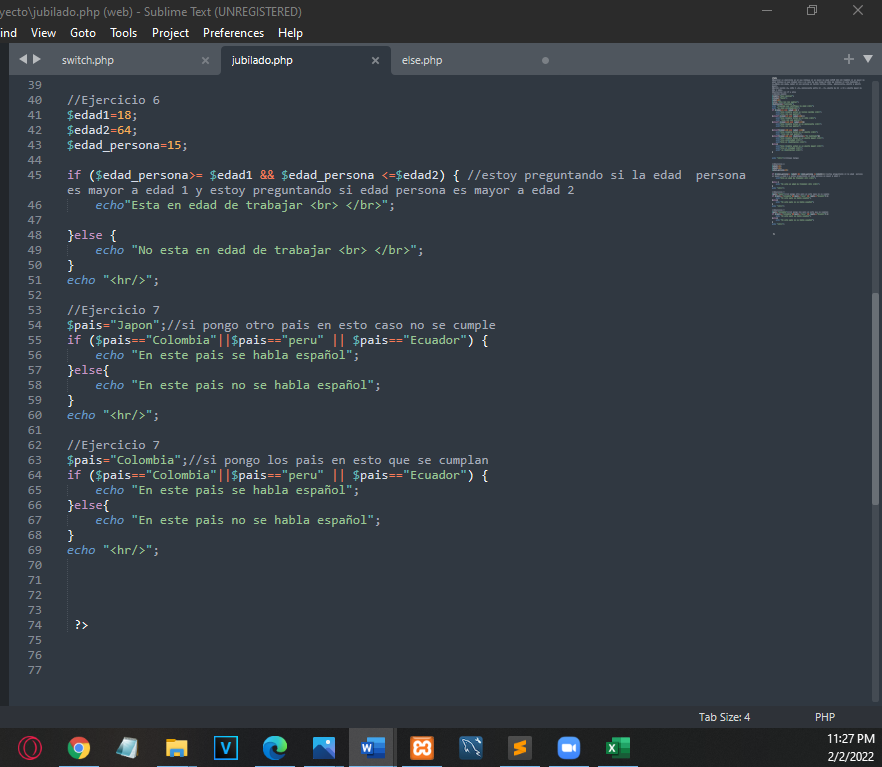 yecto\jubilado.php (web) - Sublime Text (UNREGISTERED)
ind View Goto Tools Project Preferences Help
switch.php × jubilado.php × else.php
39
40 //Ejercicio 6
41 $edad1=18;
42 $edad2=64;
43 $edad_persona=15;
44
45 if ($edad_persona>= $edad1 && $edad_persona <=$edad2) { //estoy preguntando si la edad  persona
es mayor a edad 1 y estoy preguntando si edad persona es mayor a edad 2
46     echo"Esta en edad de trabajar <br> </br>";
47
48 }else {
49     echo "No esta en edad de trabajar <br> </br>";
50 }
51 echo "<hr/>";
52
53 //Ejercicio 7
54 $pais="Japon";//si pongo otro pais en esto caso no se cumple
55 if ($pais=="Colombia"||$pais=="peru" || $pais=="Ecuador") {
56     echo "En este pais se habla español";
57 }else{
58     echo "En este pais no se habla español";
59 }
60 echo "<hr/>";
61
62 //Ejercicio 7
63 $pais="Colombia";//si pongo los pais en esto que se cumplan
64 if ($pais=="Colombia"||$pais=="peru" || $pais=="Ecuador") {
65     echo "En este pais se habla español";
66 }else{
67     echo "En este pais no se habla español";
68 }
69 echo "<hr/>";
70
71
72
73
74 ?>
75
76
77
Tab Size: 4 PHP
11:27 PM
2/2/2022